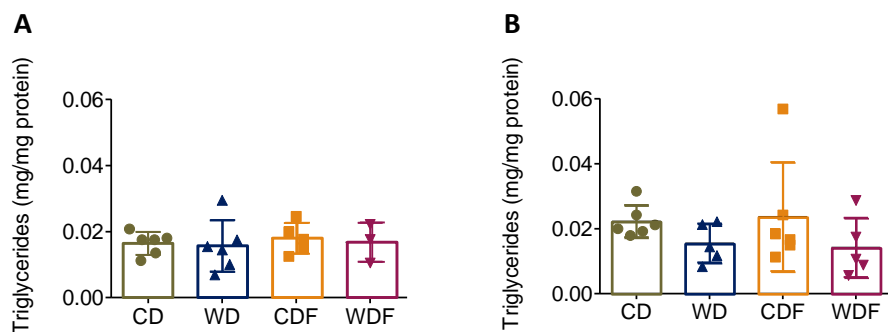 A
Triglycerides (mg/mg protein)
0.06
0.04
0.02
0.00
CD WD CDF WDF
B
Triglycerides (mg/mg protein)
0.06
0.04
0.02
0.00
CD WD CDF WDF